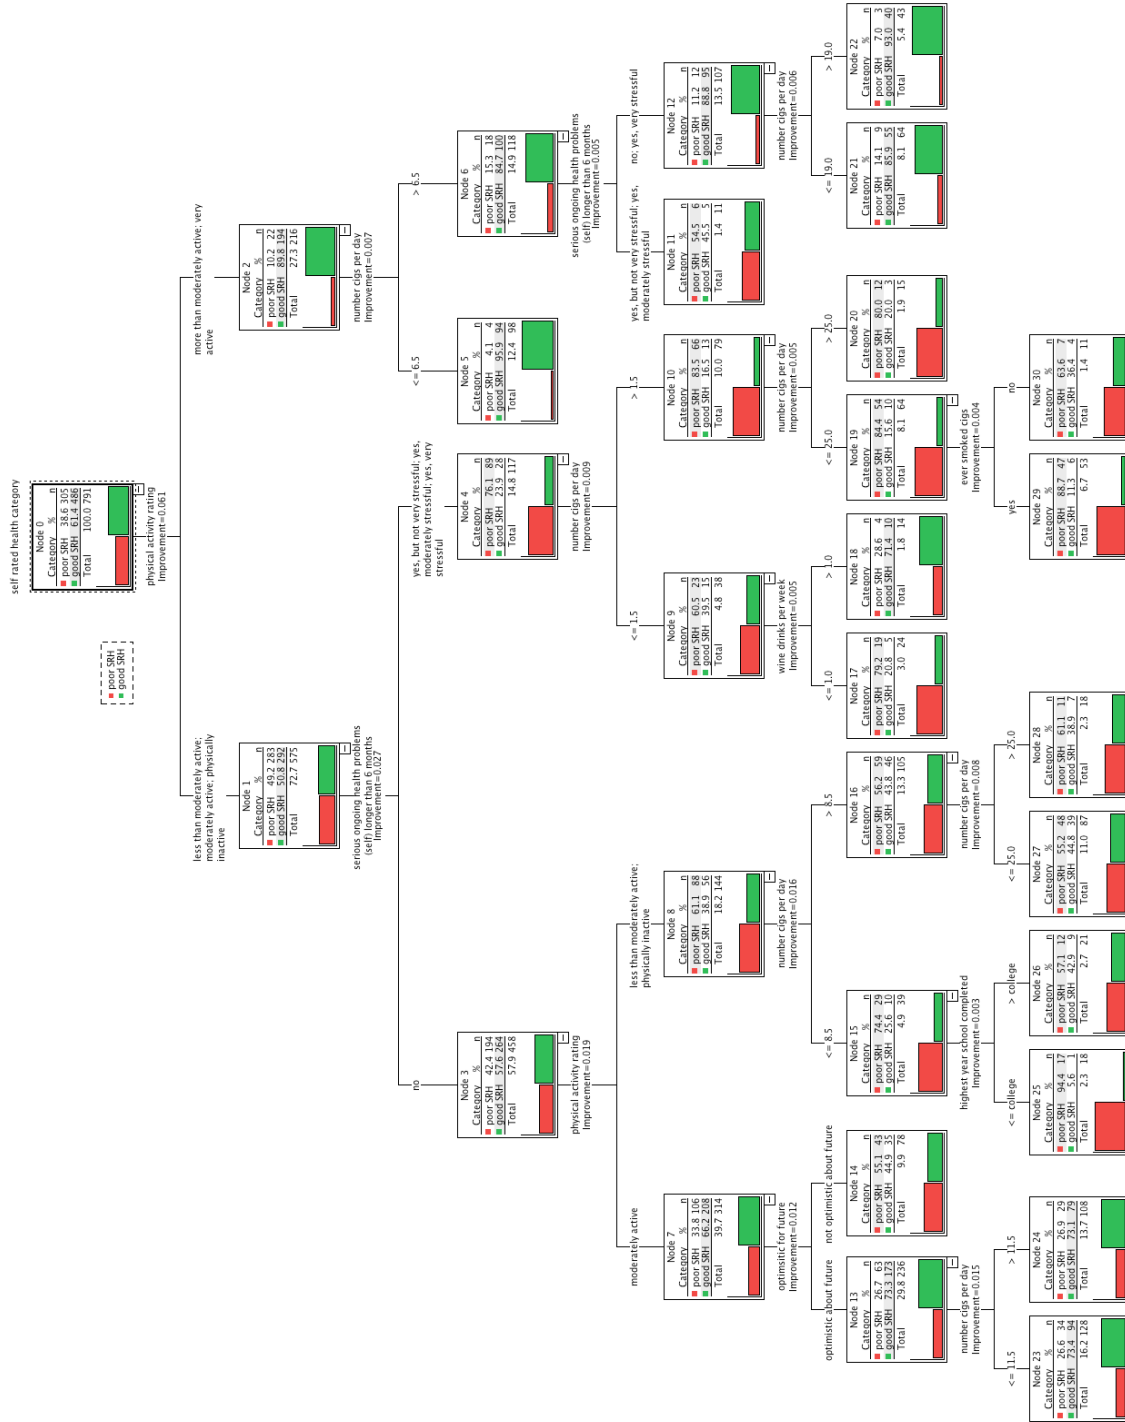 self rated health category
Node 0
Category % n
poor SRH 38.6 305
good SRH 61.4 486
Total 100.0 791
poor SRH
good SRH
physical activity rating
Improvement=0.061
less than moderately active;
moderately active; physically
inactive
more than moderately active; very
active
Node 1
Category % n
poor SRH 49.2 283
good SRH 50.8 292
Total 72.7 575
serious ongoing health problems
(self) longer than 6 months
Improvement=0.027
Node 2
Category % n
poor SRH 10.2 22
good SRH 89.8 194
Total 27.3 216
number cigs per day
Improvement=0.007
no
yes, but not very stressful; yes,
moderately stressful; yes, very
stressful
<= 6.5
> 6.5
Node 3
Category % n
poor SRH 42.4 194
good SRH 57.6 264
Total 57.9 458
physical activity rating
Improvement=0.019
Node 4
Category % n
poor SRH 76.1 89
good SRH 23.9 28
Total 14.8 117
number cigs per day
Improvement=0.009
Node 5
Category % n
poor SRH 4.1 4
good SRH 95.9 94
Total 12.4 98
Node 6
Category % n
poor SRH 15.3 18
good SRH 84.7 100
Total 14.9 118
serious ongoing health problems
(self) longer than 6 months
Improvement=0.005
moderately active
less than moderately active;
physically inactive
<= 1.5
> 1.5
yes, but not very stressful; yes,
moderately stressful
no; yes, very stressful
Node 7
Category % n
poor SRH 33.8 106
good SRH 66.2 208
Total 39.7 314
optimsitic for future
Improvement=0.012
Node 8
Category % n
poor SRH 61.1 88
good SRH 38.9 56
Total 18.2 144
number cigs per day
Improvement=0.016
Node 9
Category % n
poor SRH 60.5 23
good SRH 39.5 15
Total 4.8 38
wine drinks per week
Improvement=0.005
Node 10
Category % n
poor SRH 83.5 66
good SRH 16.5 13
Total 10.0 79
number cigs per day
Improvement=0.005
Node 11
Category % n
poor SRH 54.5 6
good SRH 45.5 5
Total 1.4 11
Node 12
Category % n
poor SRH 11.2 12
good SRH 88.8 95
Total 13.5 107
number cigs per day
Improvement=0.006
optimistic about future
not optimistic about future
<= 8.5
> 8.5
<= 1.0
> 1.0
<= 25.0
> 25.0
<= 19.0
> 19.0
Node 13
Category % n
poor SRH 26.7 63
good SRH 73.3 173
Total 29.8 236
number cigs per day
Improvement=0.015
Node 14
Category % n
poor SRH 55.1 43
good SRH 44.9 35
Total 9.9 78
Node 15
Category % n
poor SRH 74.4 29
good SRH 25.6 10
Total 4.9 39
highest year school completed
Improvement=0.003
Node 16
Category % n
poor SRH 56.2 59
good SRH 43.8 46
Total 13.3 105
number cigs per day
Improvement=0.008
Node 17
Category % n
poor SRH 79.2 19
good SRH 20.8 5
Total 3.0 24
Node 18
Category % n
poor SRH 28.6 4
good SRH 71.4 10
Total 1.8 14
Node 19
Category % n
poor SRH 84.4 54
good SRH 15.6 10
Total 8.1 64
ever smoked cigs
Improvement=0.004
Node 20
Category % n
poor SRH 80.0 12
good SRH 20.0 3
Total 1.9 15
Node 21
Category % n
poor SRH 14.1 9
good SRH 85.9 55
Total 8.1 64
Node 22
Category % n
poor SRH 7.0 3
good SRH 93.0 40
Total 5.4 43
<= 11.5
> 11.5
<= college
> college
<= 25.0
> 25.0
yes
no
Node 23
Category % n
poor SRH 26.6 34
good SRH 73.4 94
Total 16.2 128
Node 24
Category % n
poor SRH 26.9 29
good SRH 73.1 79
Total 13.7 108
Node 25
Category % n
poor SRH 94.4 17
good SRH 5.6 1
Total 2.3 18
Node 26
Category % n
poor SRH 57.1 12
good SRH 42.9 9
Total 2.7 21
Node 27
Category % n
poor SRH 55.2 48
good SRH 44.8 39
Total 11.0 87
Node 28
Category % n
poor SRH 61.1 11
good SRH 38.9 7
Total 2.3 18
Node 29
Category % n
poor SRH 88.7 47
good SRH 11.3 6
Total 6.7 53
Node 30
Category % n
poor SRH 63.6 7
good SRH 36.4 4
Total 1.4 11